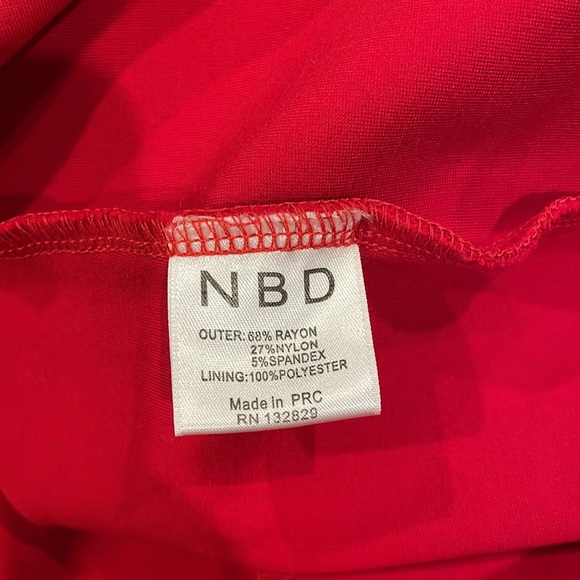 NBD
OUTER:68% RAYON
27%NYLON
5%SPANDEX
LINING:100%POLYESTER
Made in PRC
RN 132829